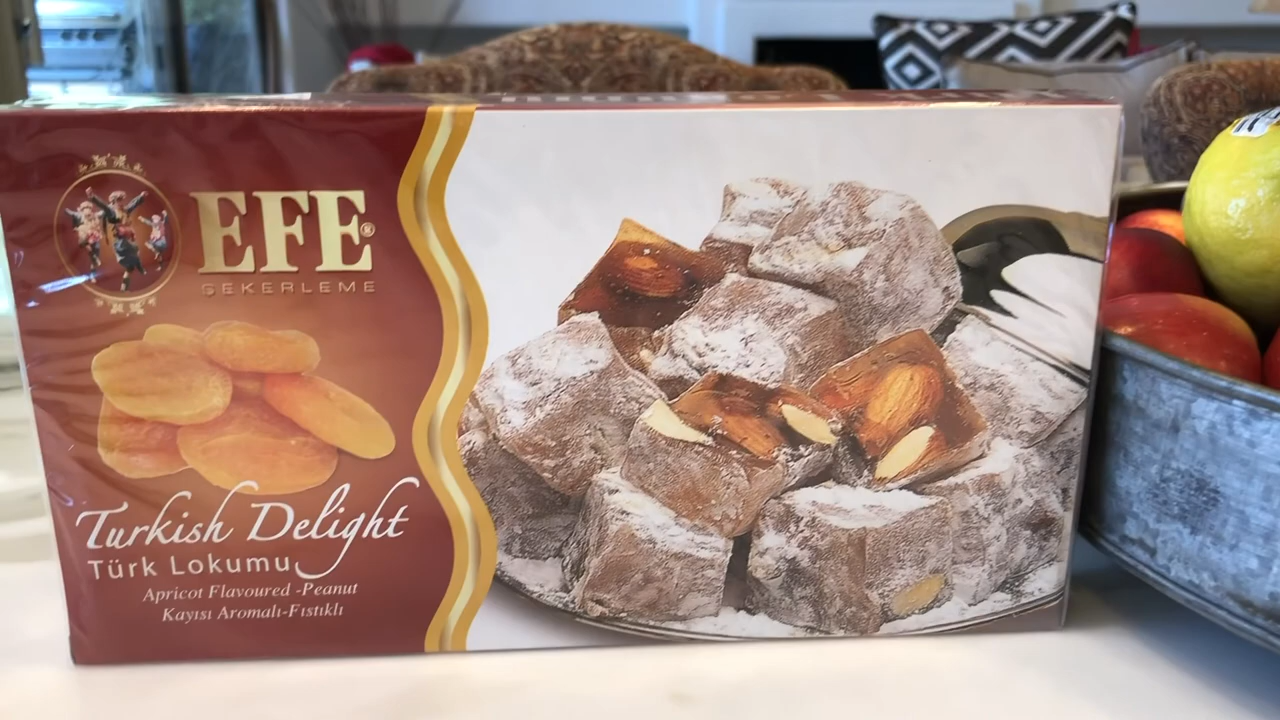 EFE®
ŞEKERLEME
Turkish Delight
Türk Lokumu
Apricot Flavoured -Peanut
Kayısı Aromalı-Fıstıklı